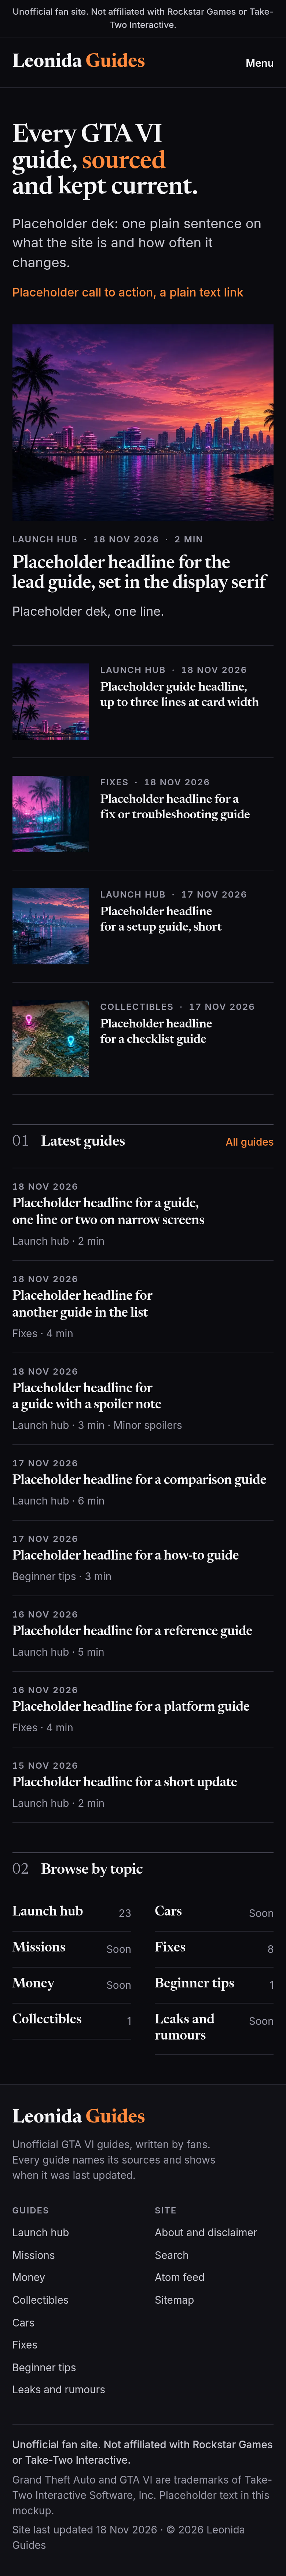 Unofficial fan site. Not affiliated with Rockstar Games or Take-
Two Interactive.
Leonida Guides
Menu
Every GTA VI
guide, sourced
and kept current.
Placeholder dek: one plain sentence on
what the site is and how often it
changes.
Placeholder call to action, a plain text link
LAUNCH HUB · 18 NOV 2026 · 2 MIN
Placeholder headline for the
lead guide, set in the display serif
Placeholder dek, one line.
LAUNCH HUB · 18 NOV 2026
Placeholder guide headline,
up to three lines at card width
FIXES · 18 NOV 2026
Placeholder headline for a
fix or troubleshooting guide
LAUNCH HUB · 17 NOV 2026
Placeholder headline
for a setup guide, short
COLLECTIBLES · 17 NOV 2026
Placeholder headline
for a checklist guide
01 Latest guides
All guides
18 NOV 2026
Placeholder headline for a guide,
one line or two on narrow screens
Launch hub · 2 min
18 NOV 2026
Placeholder headline for
another guide in the list
Fixes · 4 min
18 NOV 2026
Placeholder headline for
a guide with a spoiler note
Launch hub · 3 min · Minor spoilers
17 NOV 2026
Placeholder headline for a comparison guide
Launch hub · 6 min
17 NOV 2026
Placeholder headline for a how-to guide
Beginner tips · 3 min
16 NOV 2026
Placeholder headline for a reference guide
Launch hub · 5 min
16 NOV 2026
Placeholder headline for a platform guide
Fixes · 4 min
15 NOV 2026
Placeholder headline for a short update
Launch hub · 2 min
02 Browse by topic
Launch hub 23
Cars Soon
Missions Soon
Fixes 8
Money Soon
Beginner tips 1
Collectibles 1
Leaks and
rumours Soon
Leonida Guides
Unofficial GTA VI guides, written by fans.
Every guide names its sources and shows
when it was last updated.
GUIDES
Launch hub
Missions
Money
Collectibles
Cars
Fixes
Beginner tips
Leaks and rumours
SITE
About and disclaimer
Search
Atom feed
Sitemap
Unofficial fan site. Not affiliated with Rockstar Games
or Take-Two Interactive.
Grand Theft Auto and GTA VI are trademarks of Take-
Two Interactive Software, Inc. Placeholder text in this
mockup.
Site last updated 18 Nov 2026 · © 2026 Leonida
Guides